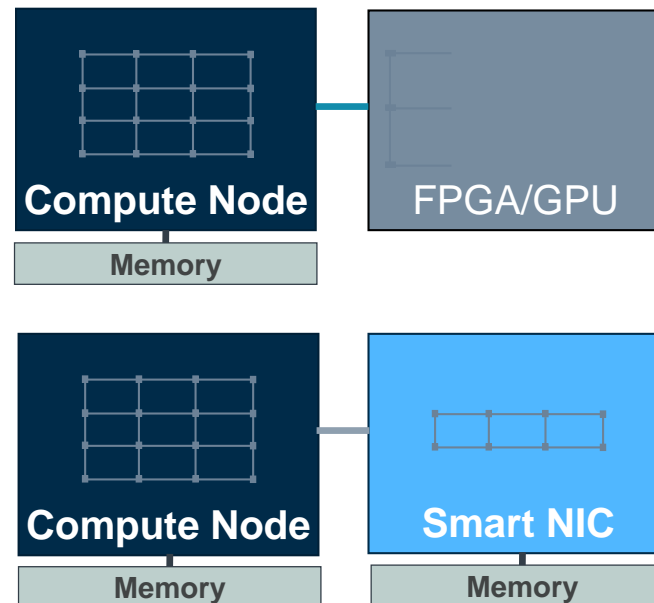 Compute Node
FPGA/GPU
Memory
Compute Node
Smart NIC
Memory
Memory